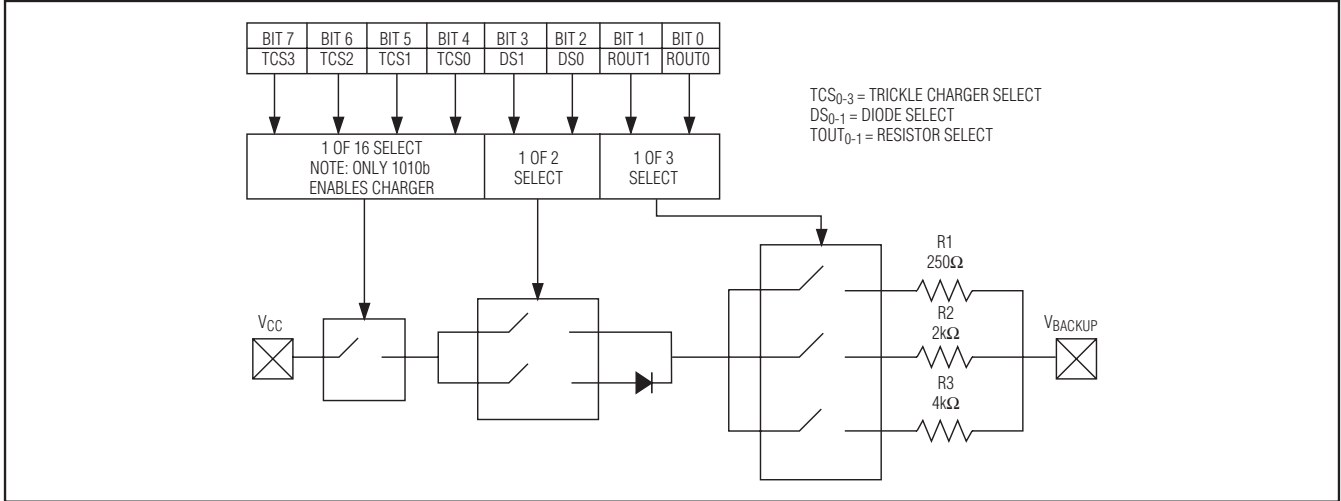 BIT 7 BIT 6 BIT 5 BIT 4 BIT 3 BIT 2 BIT 1 BIT 0
TCS3 TCS2 TCS1 TCS0 DS1 DS0 ROUT1 ROUT0
TCS0-3 = TRICKLE CHARGER SELECT
DS0-1 = DIODE SELECT
TOUT0-1 = RESISTOR SELECT
1 OF 16 SELECT
NOTE: ONLY 1010b
ENABLES CHARGER
1 OF 2
SELECT
1 OF 3
SELECT
VCC
R1
250Ω
R2
2kΩ
R3
4kΩ
VBACKUP